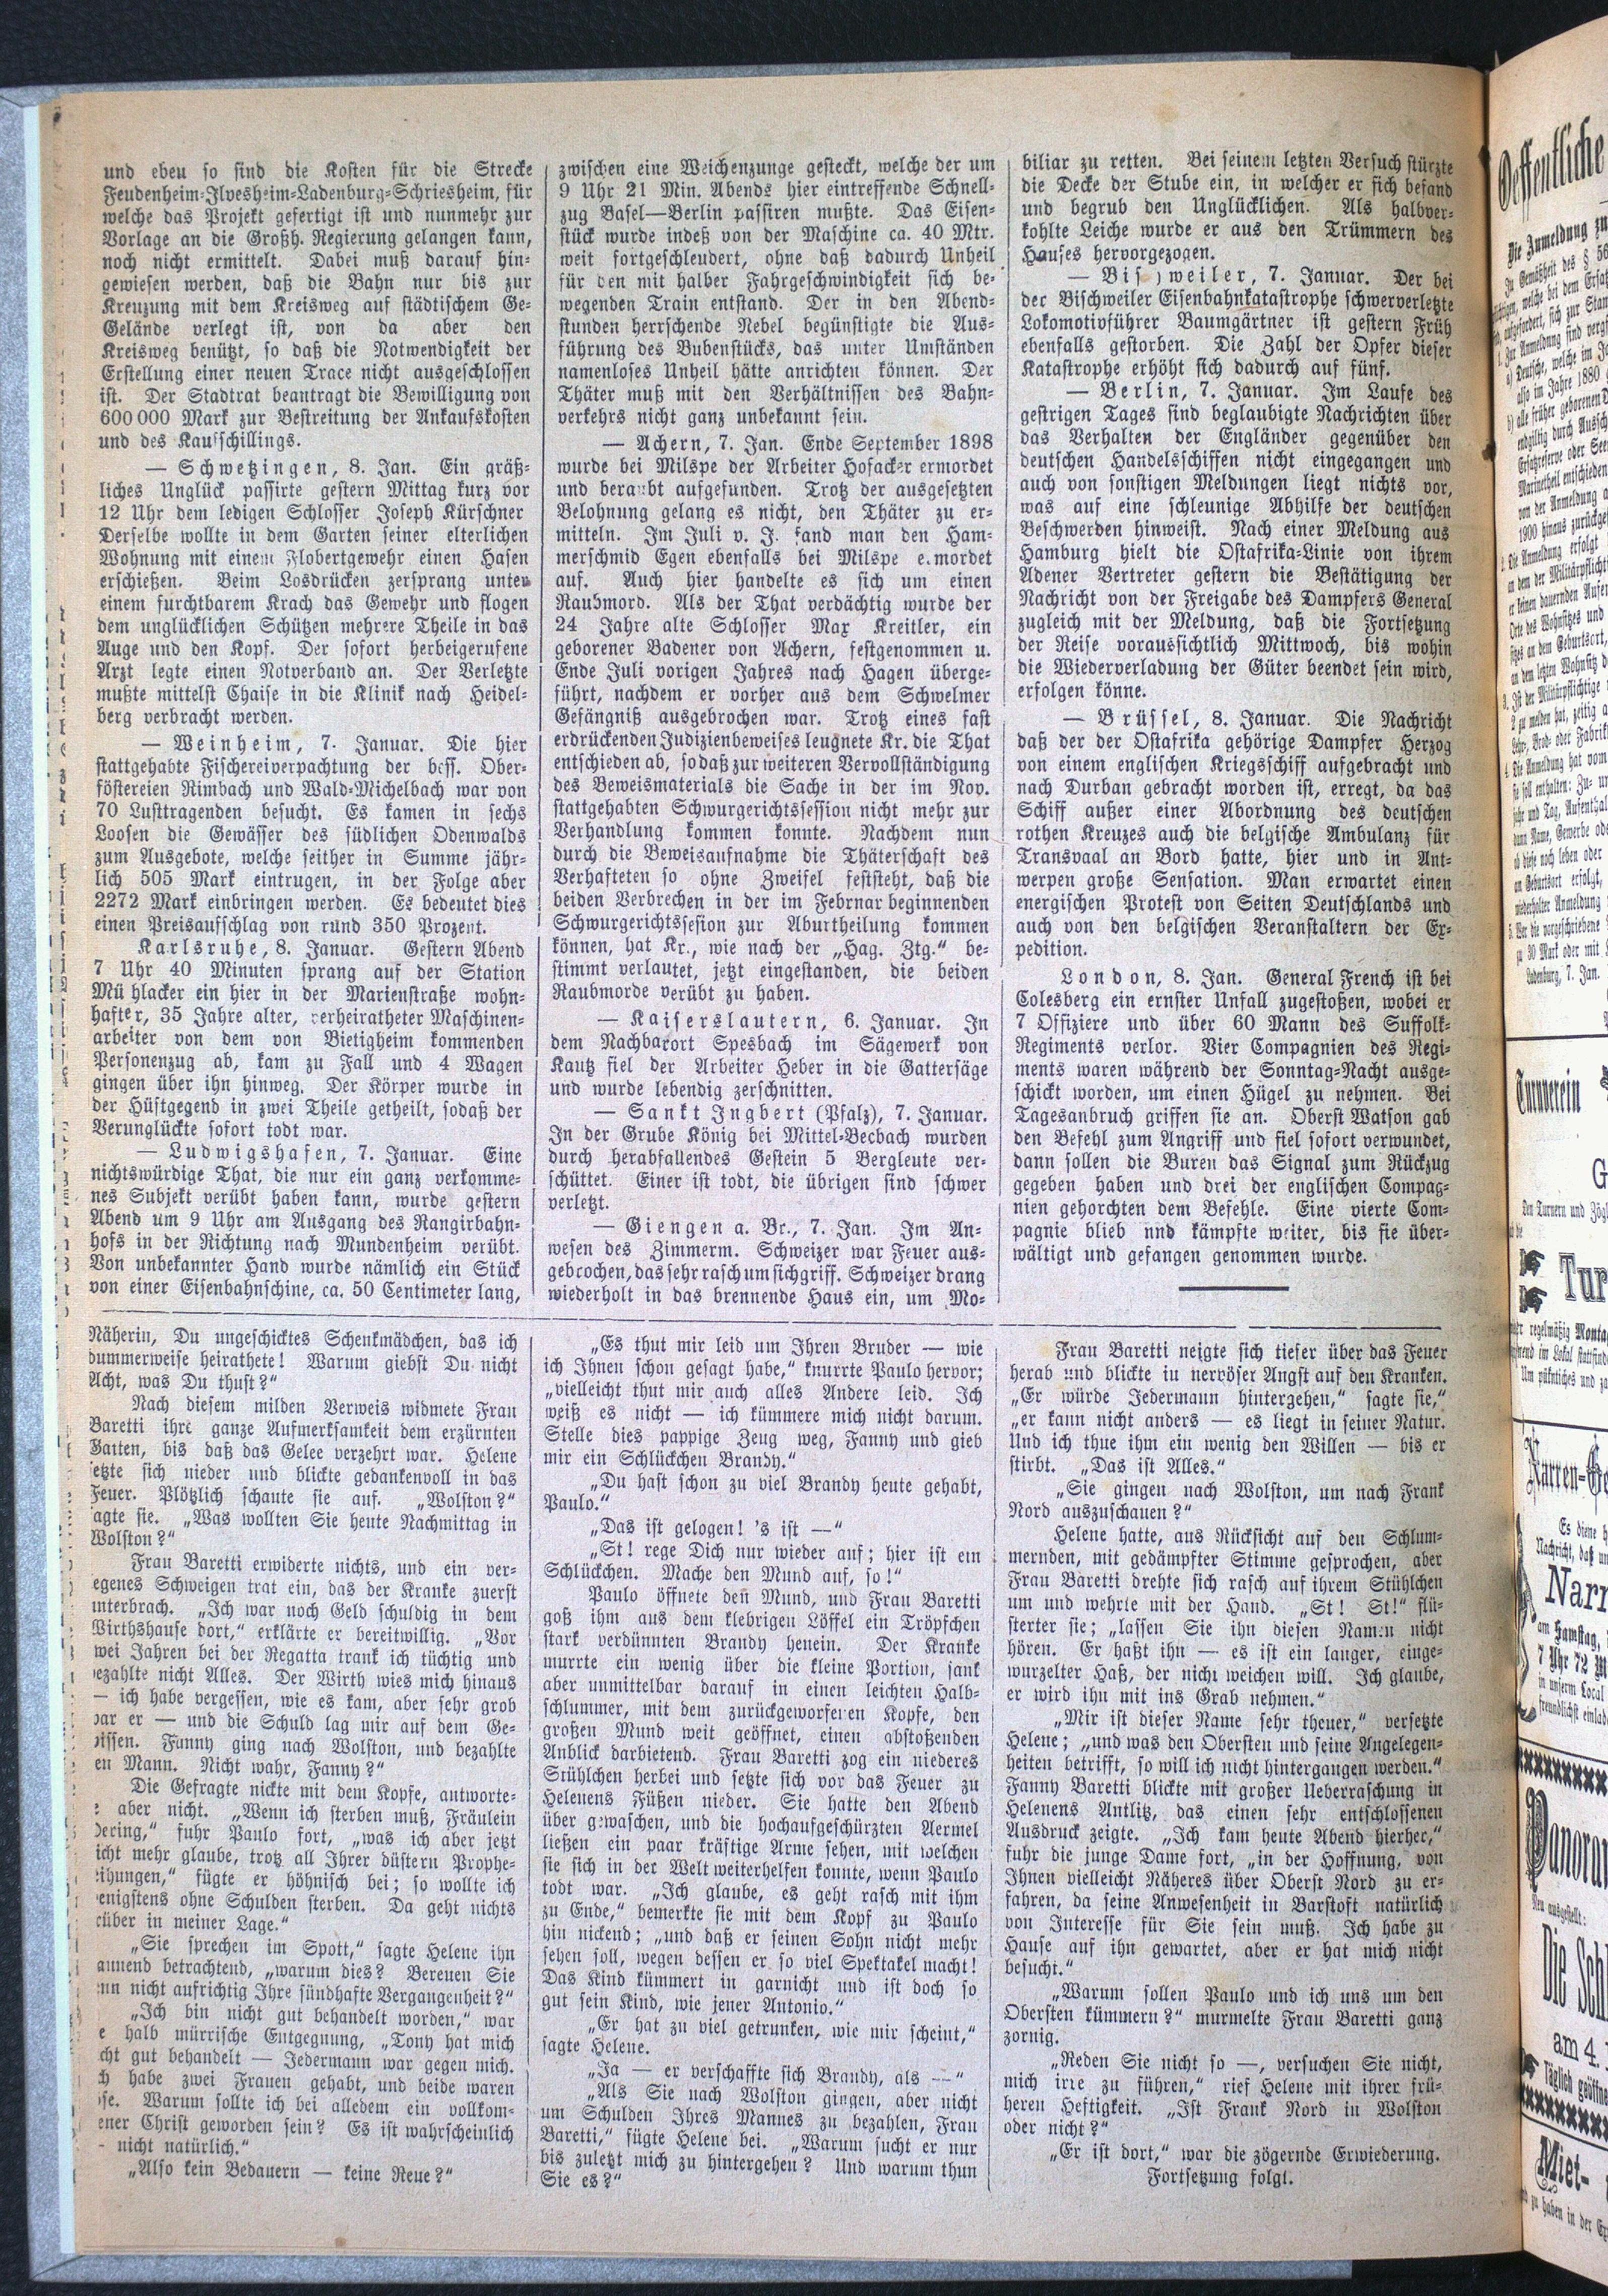 und ebeu so sind die Kosten für die Strecke
Feudenheim-Ilvesheim-Ladenburg-Schriesheim, für
welche das Projekt gefertigt ist und nunmehr zur
Vorlage an die Großh. Regierung gelangen kann,
noch nicht ermittelt. Dabei muß darauf hin-
gewiesen werden, daß die Bahn nur bis zur
Kreuzung mit dem Kreisweg auf städtischem Ge-
Gelände verlegt ist, von da aber den
Kreisweg benützt, so daß die Notwendigkeit der
Erstellung einer neuen Trace nicht ausgeschlossen
ist. Der Stadtrat beantragt die Bewilligung von
600 000 Mark zur Bestreitung der Ankaufskosten
und des Kaufschillings.
— Schwetzingen, 8. Jan. Ein gräß-
liches Unglück passirte gestern Mittag kurz vor
12 Uhr dem ledigen Schlosser Joseph Kürschner
Derselbe wollte in dem Garten seiner elterlichen
Wohnung mit einem Flobertgewehr einen Hasen
erschießen. Beim Losdrücken zersprang unter
einem furchtbarem Krach das Gewehr und flogen
dem unglücklichen Schützen mehrere Theile in das
Auge und den Kopf. Der sofort herbeigerufene
Arzt legte einen Notverband an. Der Verletzte
mußte mittelst Chaise in die Klinik nach Heidel-
berg verbracht werden.
— Weinheim, 7. Januar. Die hier
stattgehabte Fischereiverpachtung der hess. Ober-
föstereien Rimbach und Wald-Michelbach war von
70 Lusttragenden besucht. Es kamen in sechs
Loosen die Gewässer des südlichen Odenwalds
zum Ausgebote, welche seither in Summe jähr-
lich 505 Mark eintrugen, in der Folge aber
2272 Mark einbringen werden. Es bedeutet dies
einen Preisaufschlag von rund 350 Prozent.
Karlsruhe, 8. Januar. Gestern Abend
7 Uhr 40 Minuten sprang auf der Station
Mühlacker ein hier in der Marienstraße wohn-
hafter, 35 Jahre alter, verheiratheter Maschinen-
arbeiter von dem von Bietigheim kommenden
Personenzug ab, kam zu Fall und 4 Wagen
gingen über ihn hinweg. Der Körper wurde in
der Hüstgegend in zwei Theile getheilt, sodaß der
Verunglückte sofort todt war.
— Ludwigshafen, 7. Januar. Eine
nichtswürdige That, die nur ein ganz verkomme-
nes Subjekt verübt haben kann, wurde gestern
Abend um 9 Uhr am Ausgang des Rangirbahn-
hofs in der Richtung nach Mundenheim verübt.
Von unbekannter Hand wurde nämlich ein Stück
von einer Eisenbahnschine, ca. 50 Centimeter lang,
zwischen eine Weichenzunge gesteckt, welche der um
9 Uhr 21 Min. Abends hier eintreffende Schnell-
zug Basel—Berlin passiren mußte. Das Eisen-
stück wurde indeß von der Maschine ca. 40 Mtr.
weit fortgeschleudert, ohne daß dadurch Unheil
für den mit halber Fahrgeschwindigkeit sich be-
wegenden Train entstand. Der in den Abend-
stunden herrschende Nebel begünstigte die Aus-
führung des Bubenstücks, das unter Umständen
namenloses Unheil hätte anrichten können. Der
Thäter muß mit den Verhältnissen des Bahn-
verkehrs nicht ganz unbekannt sein.
— Achern, 7. Jan. Ende September 1898
wurde bei Milspe der Arbeiter Hofacker ermordet
und beraubt aufgefunden. Trotz der ausgesetzten
Belohnung gelang es nicht, den Thäter zu er-
mitteln. Im Juli v. J. fand man den Ham-
merschmid Egen ebenfalls bei Milspe e.mordet
auf. Auch hier handelte es sich um einen
Raubmord. Als der That verdächtig wurde der
24 Jahre alte Schlosser Max Kreitler, ein
geborener Badener von Achern, festgenommen u.
Ende Juli vorigen Jahres nach Hagen überge-
führt, nachdem er vorher aus dem Schwelmer
Gefängniß ausgebrochen war. Trotz eines fast
erdrückenden Judizienbeweises leugnete Kr. die That
entschieden ab, sodaß zur weiteren Vervollständigung
des Beweismaterials die Sache in der im Nov.
stattgehabten Schwurgerichtssession nicht mehr zur
Verhandlung kommen konnte. Nachdem nun
durch die Beweisaufnahme die Thäterschaft des
Verhafteten so ohne Zweifel feststeht, daß die
beiden Verbrechen in der im Febrnar beginnenden
Schwurgerichtssesion zur Aburtheilung kommen
können, hat Kr., wie nach der „Hag. Ztg.“ be-
stimmt verlautet, jetzt eingestanden, die beiden
Raubmorde verübt zu haben.
— Kaiserslautern, 6. Januar. In
dem Nachbarort Spesbach im Sägewerk von
Kautz fiel der Arbeiter Heber in die Gattersäge
und wurde lebendig zerschnitten.
— Sankt Ingbert (Pfalz), 7. Januar.
In der Grube König bei Mittel-Becbach wurden
durch herabfallendes Gestein 5 Bergleute ver-
schüttet. Einer ist todt, die übrigen sind schwer
verletzt.
— Giengen a. Br., 7. Jan. Im An-
wesen des Zimmerm. Schweizer war Feuer aus-
gebrochen, das sehr rasch um sich griff. Schweizer drang
wiederholt in das brennende Haus ein, um Mo-
biliar zu retten. Bei seinem letzten Versuch stürzte
die Decke der Stube ein, in welcher er sich befand
und begrub den Unglücklichen. Als halbver-
kohlte Leiche wurde er aus den Trümmern des
Hauses hervorgezogen.
— Bischweiler, 7. Januar. Der bei
der Bischweiler Eisenbahnkatastrophe schwerverletzte
Lokomotivführer Baumgärtner ist gestern Früh
ebenfalls gestorben. Die Zahl der Opfer dieser
Katastrophe erhöht sich dadurch auf fünf.
— Berlin, 7. Januar. Im Laufe des
gestrigen Tages sind beglaubigte Nachrichten über
das Verhalten der Engländer gegenüber den
deutschen Handelsschiffen nicht eingegangen und
auch von sonstigen Meldungen liegt nichts vor,
was auf eine schleunige Abhilfe der deutschen
Beschwerden hinweist. Nach einer Meldung aus
Hamburg hielt die Ostafrika-Linie von ihrem
Adener Vertreter gestern die Bestätigung der
Nachricht von der Freigabe des Dampfers General
zugleich mit der Meldung, daß die Fortsetzung
der Reise voraussichtlich Mittwoch, bis wohin
die Wiederverladung der Güter beendet sein wird,
erfolgen könne.
— Brüssel, 8. Januar. Die Nachricht
daß der der Ostafrika gehörige Dampfer Herzog
von einem englischen Kriegsschiff aufgebracht und
nach Durban gebracht worden ist, erregt, da das
Schiff außer einer Abordnung des deutschen
rothen Kreuzes auch die belgische Ambulanz für
Transvaal an Bord hatte, hier und in Ant-
werpen große Sensation. Man erwartet einen
energischen Protest von Seiten Deutschlands und
auch von den belgischen Veranstaltern der Ex-
pedition.
London, 8. Jan. General French ist bei
Colesberg ein ernster Unfall zugestoßen, wobei er
7 Offiziere und über 60 Mann des Suffolk-
Regiments verlor. Vier Compagnien des Regi-
ments waren während der Sonntag-Nacht ausge-
schickt worden, um einen Hügel zu nehmen. Bei
Tagesanbruch griffen sie an. Oberst Watson gab
den Befehl zum Angriff und fiel sofort verwundet,
dann sollen die Buren das Signal zum Rückzug
gegeben haben und drei der englischen Compag-
nien gehorchten dem Befehle. Eine vierte Com-
pagnie blieb nnd kämpfte weiter, bis sie über-
wältigt und gefangen genommen wurde.
Näherin, Du ungeschicktes Schenkmädchen, das ich
dummerweise heirathete! Warum giebst Du nicht
Acht, was Du thust?“
Nach diesem milden Verweis widmete Frau
Baretti ihre ganze Aufmerksamkeit dem erzürnten
Gatten, bis daß das Gelee verzehrt war. Helene
etzte sich nieder und blickte gedankenvoll in das
Feuer. Plötzlich schaute sie auf. „Wolston?“
agte sie. „Was wollten Sie heute Nachmittag in
Wolston?“
Frau Baretti erwiderte nichts, und ein ver-
egenes Schweigen trat ein, das der Kranke zuerst
unterbrach. „Ich war noch Geld schuldig in dem
Wirthshause dort,“ erklärte er bereitwillig. „Vor
wei Jahren bei der Regatta trank ich tüchtig und
bezahlte nicht Alles. Der Wirth wies mich hinaus
— ich habe vergessen, wie es kam, aber sehr grob
war er — und die Schuld lag mir auf dem Ge-
wissen. Fanny ging nach Wolston, und bezahlte
en Mann. Nicht wahr, Fanny?“
Die Gefragte nickte mit dem Kopfe, antworte-
e aber nicht. „Wenn ich sterben muß, Fräulein
Dering,“ fuhr Paulo fort, „was ich aber jetzt
icht mehr glaube, trotz all Ihrer düstern Prophe-
eihungen,“ fügte er höhnisch bei; so wollte ich
wenigstens ohne Schulden sterben. Da geht nichts
rüber in meiner Lage.“
„Sie sprechen im Spott,“ sagte Helene ihn
aunend betrachtend, „warum dies? Bereuen Sie
nn nicht aufrichtig Ihre sündhafte Vergangenheit?“
„Ich bin nicht gut behandelt worden,“ war
e halb mürrische Entgegnung, „Tony hat mich
cht gut behandelt — Jedermann war gegen mich.
ch habe zwei Frauen gehabt, und beide waren
se. Warum sollte ich bei alledem ein vollkom-
ener Christ geworden sein? Es ist wahrscheinlich
- nicht natürlich.“
„Also kein Bedauern — keine Reue?“
„Es thut mir leid um Ihren Bruder — wie
ich Ihnen schon gesagt habe,“ knurrte Paulo hervor;
„vielleicht thut mir auch alles Andere leid. Ich
weiß es nicht — ich kümmere mich nicht darum.
Stelle dies pappige Zeug weg, Fanny und gieb
mir ein Schlückchen Brandy.“
„Du hast schon zu viel Brandy heute gehabt,
Paulo.“
„Das ist gelogen! 's ist —“
„St! rege Dich nur wieder auf; hier ist ein
Schlückchen. Mache den Mund auf, so!“
Paulo öffnete den Mund, und Frau Baretti
goß ihm aus dem klebrigen Löffel ein Tröpfchen
stark verdünnten Brandy henein. Der Kranke
murrte ein wenig über die kleine Portion, sank
aber unmittelbar darauf in einen leichten Halb-
schlummer, mit dem zurückgeworfenen Kopfe, den
großen Mund weit geöffnet, einen abstoßenden
Anblick darbietend. Frau Baretti zog ein niederes
Stühlchen herbei und setzte sich vor das Feuer zu
Helenens Füßen nieder. Sie hatte den Abend
über gewaschen, und die hochaufgeschürzten Aermel
ließen ein paar kräftige Arme sehen, mit welchen
sie sich in der Welt weiterhelfen konnte, wenn Paulo
todt war. „Ich glaube, es geht rasch mit ihm
zu Ende,“ bemerkte sie mit dem Kopf zu Paulo
hin nickend; „und daß er seinen Sohn nicht mehr
sehen soll, wegen dessen er so viel Spektakel macht!
Das Kind kümmert in garnicht und ist doch so
gut sein Kind, wie jener Antonio.“
„Er hat zu viel getrunken, wie mir scheint,“
sagte Helene.
„Ja — er verschaffte sich Brandy, als —“
„Als Sie nach Wolston gingen, aber nicht
um Schulden Ihres Mannes zu bezahlen, Frau
Baretti,“ fügte Helene bei. „Warum sucht er nur
bis zuletzt mich zu hintergehen? Und warum thun
Sie es?“
Frau Baretti neigte sich tiefer über das Feuer
herab und blickte in nervöser Angst auf den Kranken.
„Er würde Jedermann hintergehen,“ sagte sie,“
„er kann nicht anders — es liegt in seiner Natur.
Und ich thue ihm ein wenig den Willen — bis er
stirbt. „Das ist Alles.“
„Sie gingen nach Wolston, um nach Frank
Nord auszuschauen?“
Helene hatte, aus Rücksicht auf den Schlum-
mernden, mit gedämpfter Stimme gesprochen, aber
Frau Baretti drehte sich rasch auf ihrem Stühlchen
um und wehrte mit der Hand. „St! St!“ flü-
sterter sie; „lassen Sie ihn diesen Namen nicht
hören. Er haßt ihn — es ist ein langer, einge-
wurzelter Haß, der nicht weichen will. Ich glaube,
er wird ihn mit ins Grab nehmen.“
„Mir ist dieser Name sehr theuer,“ versetzte
Helene; „und was den Obersten und seine Angelegen-
heiten betrifft, so will ich nicht hintergangen werden.“
Fanny Baretti blickte mit großer Ueberraschung in
Helenens Antlitz, das einen sehr entschlossenen
Ausdruck zeigte. „Ich kam heute Abend hierher,“
fuhr die junge Dame fort, „in der Hoffnung, von
Ihnen vielleicht Näheres über Oberst Nord zu er-
fahren, da seine Anwesenheit in Barstoft natürlich
von Interesse für Sie sein muß. Ich habe zu
Hause auf ihn gewartet, aber er hat mich nicht
besucht.“
„Warum sollen Paulo und ich uns um den
Obersten kümmern?“ murmelte Frau Baretti ganz
zornig.
„Reden Sie nicht so —, versuchen Sie nicht,
mich irre zu führen,“ rief Helene mit ihrer frü-
heren Heftigkeit. „Ist Frank Nord in Wolston
oder nicht?“
„Er ist dort,“ war die zögernde Erwiederung.
Fortsetzung folgt.
Oeffentliche
Die Anmeldung
Turnverein
G
Den Turnern und
Tur
regelmäßig Montag
im Lokal
Narren-Ge
Es diene
Nachricht, daß
Narr
am Samstag,
7 Uhr 72 M
in unserm Local
freundlichst
Panora
Neu ausgestellt:
Die Schl
am 4.
Täglich
Miet-
zu haben in der